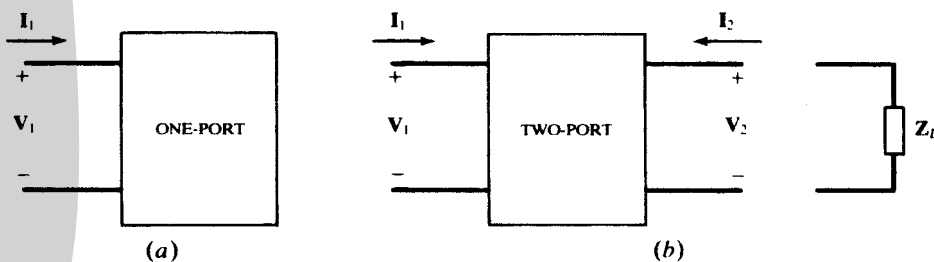 I₁ I₁ I₂
+ + +
V₁ ONE-PORT V₁ TWO-PORT V₂ Z_L
− − −
(a) (b)